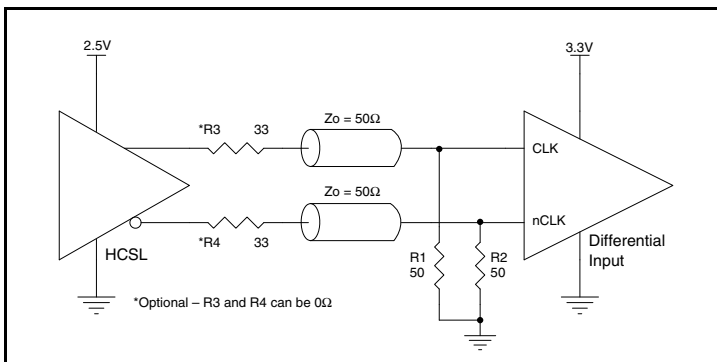 2.5V
3.3V
*R3 33
Zo = 50Ω
CLK
Zo = 50Ω
*R4 33
nCLK
HCSL
R1
50
R2
50
Differential
Input
*Optional – R3 and R4 can be 0Ω